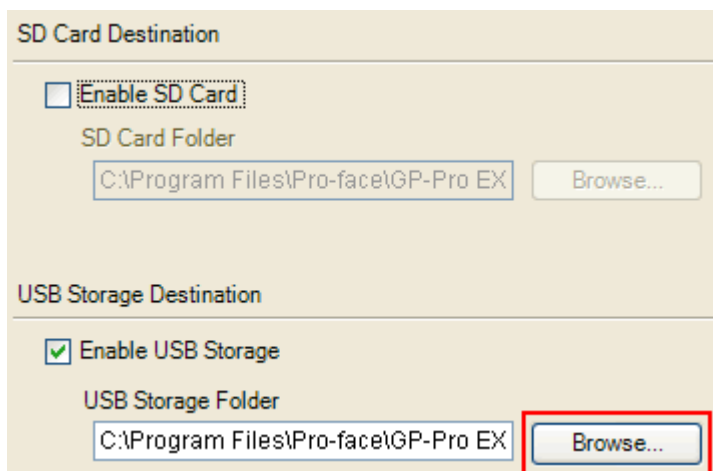 SD Card Destination
Enable SD Card
SD Card Folder
C:\Program Files\Pro-face\GP-Pro EX
Browse...
USB Storage Destination
Enable USB Storage
USB Storage Folder
C:\Program Files\Pro-face\GP-Pro EX
Browse...